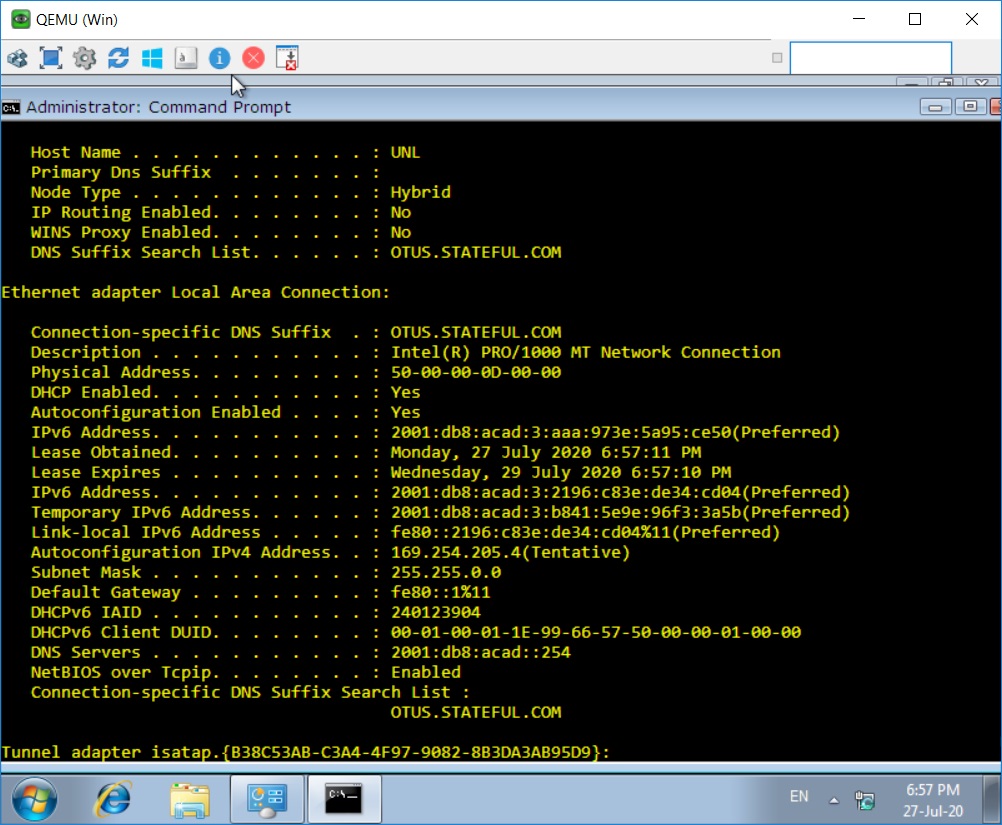 QEMU (Win)
Administrator: Command Prompt
Host Name . . . . . . . . . . . . : UNL
Primary Dns Suffix  . . . . . . . :
Node Type . . . . . . . . . . . . : Hybrid
IP Routing Enabled. . . . . . . . : No
WINS Proxy Enabled. . . . . . . . : No
DNS Suffix Search List. . . . . . : OTUS.STATEFUL.COM
Ethernet adapter Local Area Connection:
Connection-specific DNS Suffix  . : OTUS.STATEFUL.COM
Description . . . . . . . . . . . : Intel(R) PRO/1000 MT Network Connection
Physical Address. . . . . . . . . : 50-00-00-0D-00-00
DHCP Enabled. . . . . . . . . . . : Yes
Autoconfiguration Enabled . . . . : Yes
IPv6 Address. . . . . . . . . . . : 2001:db8:acad:3:aaa:973e:5a95:ce50(Preferred)
Lease Obtained. . . . . . . . . . : Monday, 27 July 2020 6:57:11 PM
Lease Expires . . . . . . . . . . : Wednesday, 29 July 2020 6:57:10 PM
IPv6 Address. . . . . . . . . . . : 2001:db8:acad:3:2196:c83e:de34:cd04(Preferred)
Temporary IPv6 Address. . . . . . : 2001:db8:acad:3:b841:5e9e:96f3:3a5b(Preferred)
Link-local IPv6 Address . . . . . : fe80::2196:c83e:de34:cd04%11(Preferred)
Autoconfiguration IPv4 Address. . : 169.254.205.4(Tentative)
Subnet Mask . . . . . . . . . . . : 255.255.0.0
Default Gateway . . . . . . . . . : fe80::1%11
DHCPv6 IAID . . . . . . . . . . . : 240123904
DHCPv6 Client DUID. . . . . . . . : 00-01-00-01-1E-99-66-57-50-00-00-01-00-00
DNS Servers . . . . . . . . . . . : 2001:db8:acad::254
NetBIOS over Tcpip. . . . . . . . : Enabled
Connection-specific DNS Suffix Search List :
OTUS.STATEFUL.COM
Tunnel adapter isatap.{B38C53AB-C3A4-4F97-9082-8B3DA3AB95D9}:
EN
6:57 PM
27-Jul-20